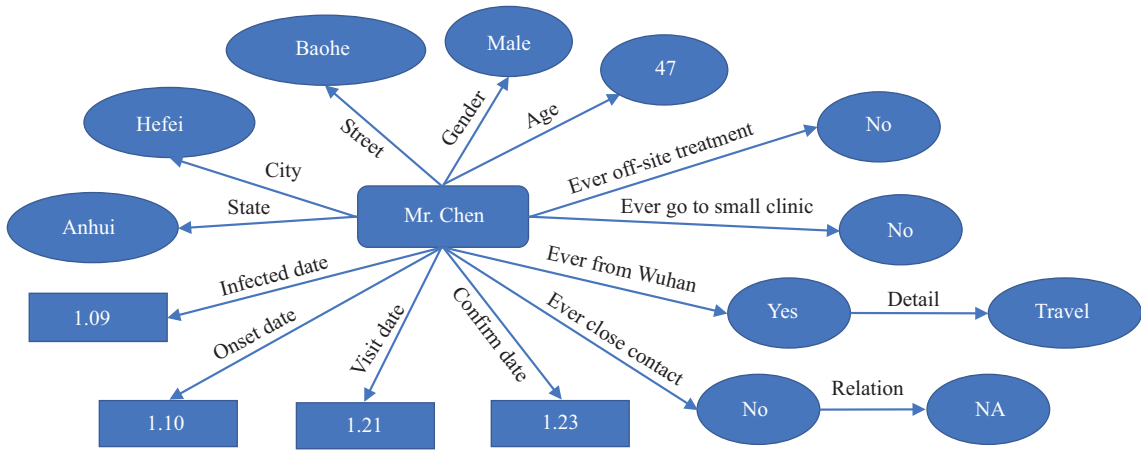 Baohe
Male
47
Hefei
Street
Gender
Age
Ever off-site treatment
No
City
State
Anhui
Mr. Chen
Ever go to small clinic
No
Infected date
1.09
Onset date
1.10
Visit date
1.21
Confirm date
1.23
Ever from Wuhan
Yes
Detail
Travel
Ever close contact
No
Relation
NA